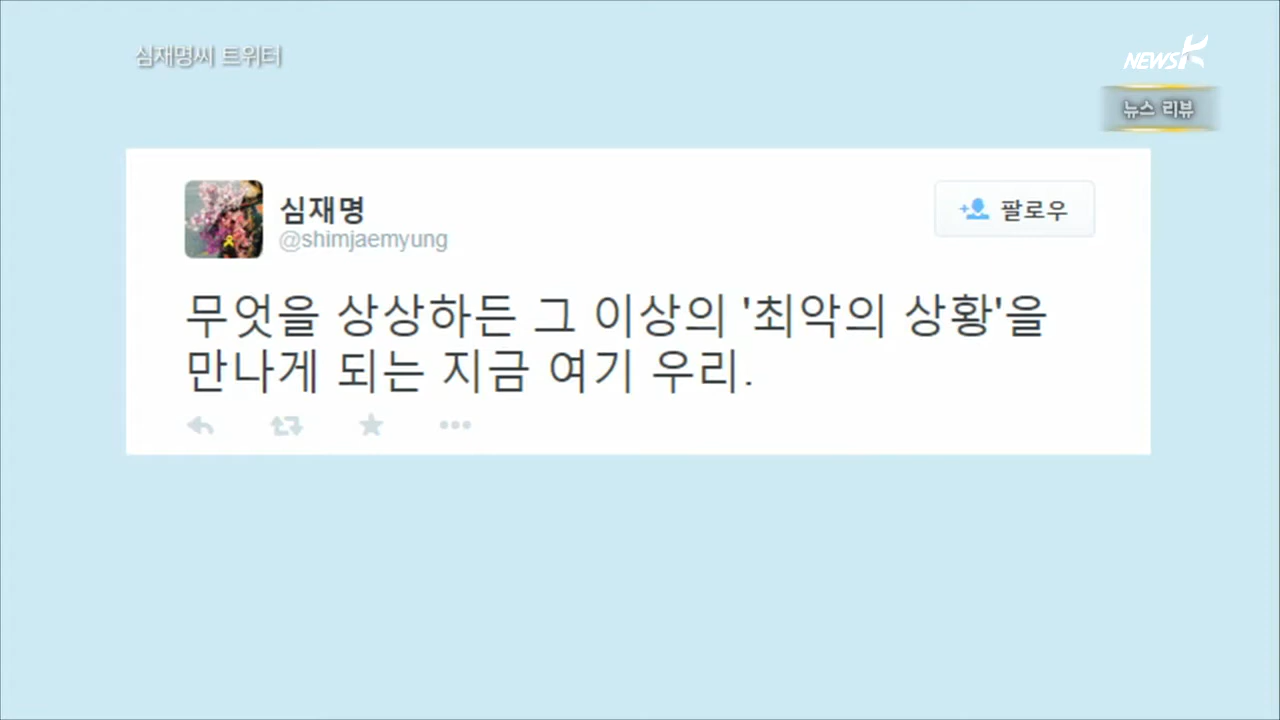 심재명씨 트위터
NEWS K
뉴스 리뷰
심재명
@shimjaemyung
팔로우
무엇을 상상하든 그 이상의 '최악의 상황'을
만나게 되는 지금 여기 우리.